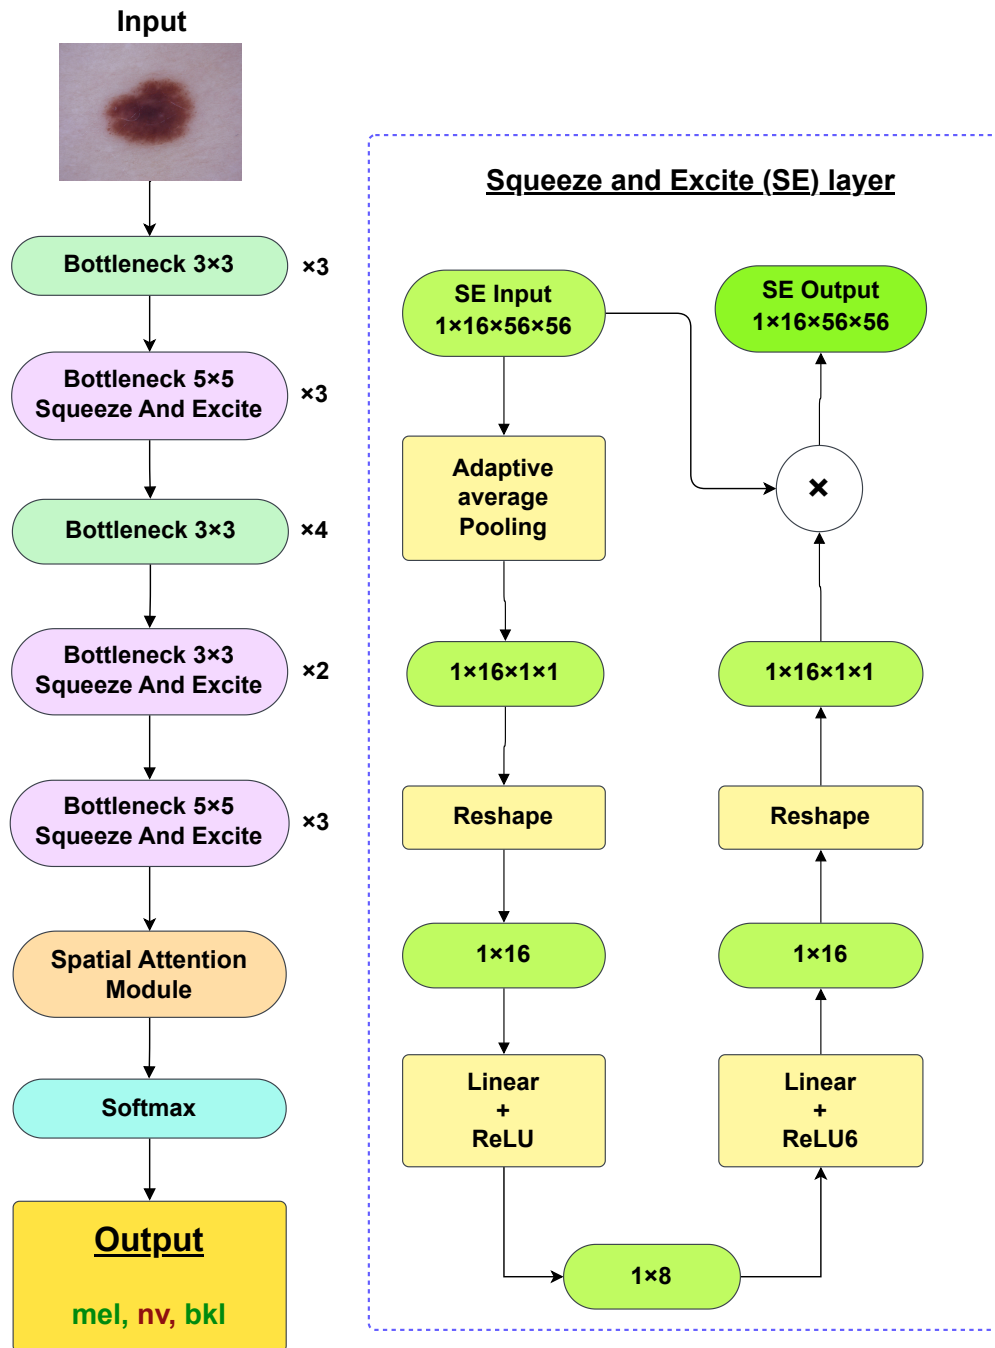 Input
Bottleneck 3×3
×3
Bottleneck 5×5
Squeeze And Excite
×3
Bottleneck 3×3
×4
Bottleneck 3×3
Squeeze And Excite
×2
Bottleneck 5×5
Squeeze And Excite
×3
Spatial Attention
Module
Softmax
Output
mel, nv, bkl
Squeeze and Excite (SE) layer
SE Input
1×16×56×56
Adaptive
average
Pooling
1×16×1×1
Reshape
1×16
Linear
+
ReLU
1×8
Linear
+
ReLU6
1×16
Reshape
1×16×1×1
×
SE Output
1×16×56×56